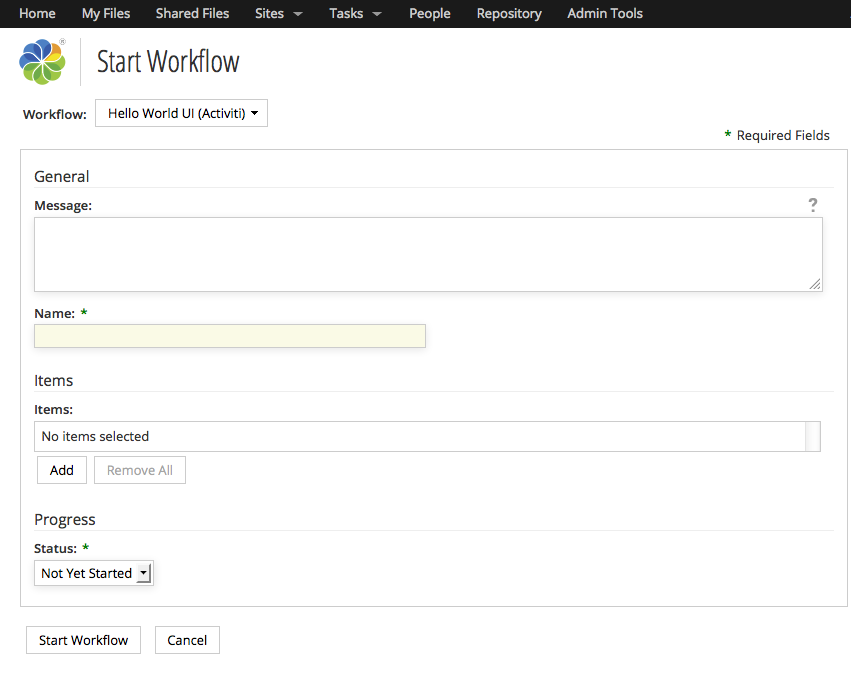 Home My Files Shared Files Sites Tasks People Repository Admin Tools
® Start Workflow
Workflow: Hello World UI (Activiti)
* Required Fields
General
Message: ?
Name: *
Items
Items:
No items selected
Add Remove All
Progress
Status: *
Not Yet Started
Start Workflow Cancel